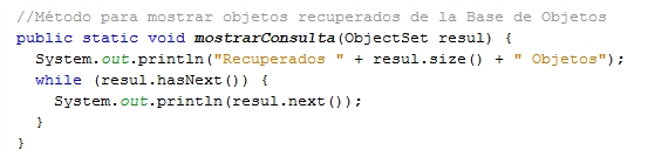 //Método para mostrar objetos recuperados de la Base de Objetos
public static void mostrarConsulta(ObjectSet resul) {
System.out.println("Recuperados " + resul.size() + " Objetos");
while (resul.hasNext()) {
System.out.println(resul.next());
}
}